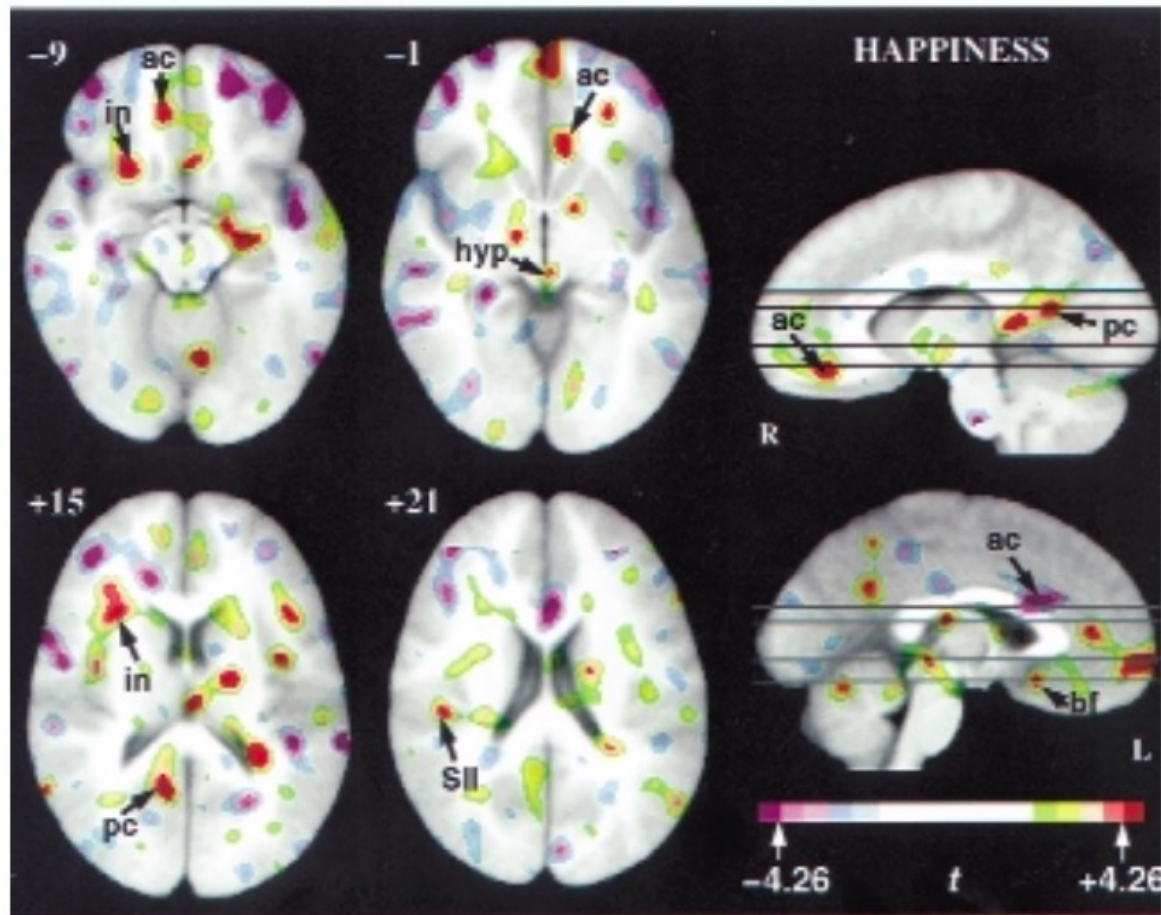 −9
ac
in
−1
ac
hyp
HAPPINESS
ac
pc
R
+15
in
pc
+21
SII
ac
bf
L
−4.26 t +4.26